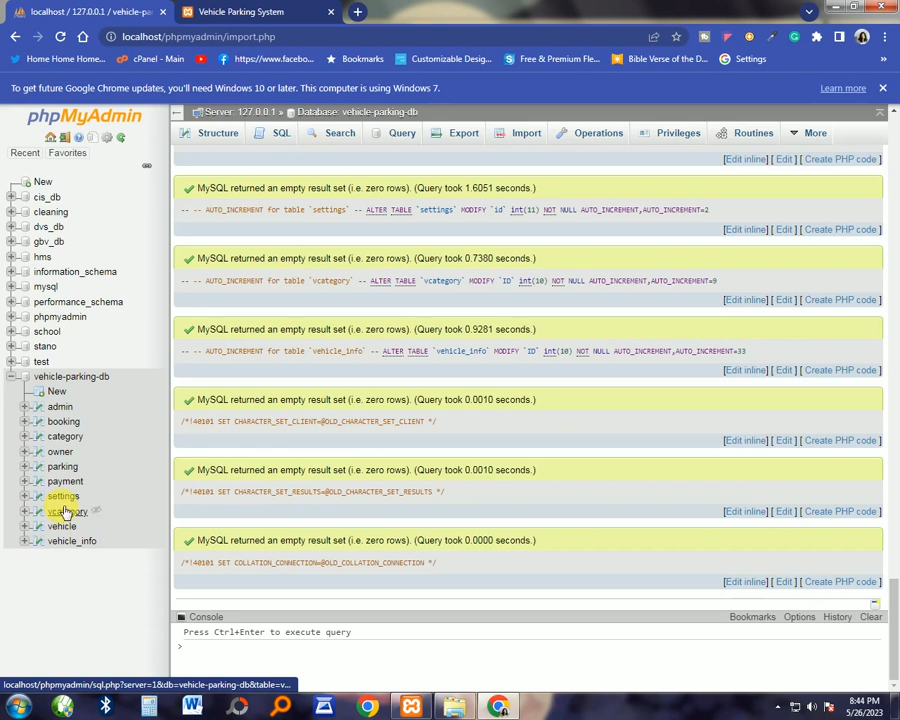 localhost / 127.0.0.1 / vehicle-pa
Vehicle Parking System
localhost/phpmyadmin/import.php
Home Home Home...
cPanel - Main
https://www.facebo...
Bookmarks
Customizable Desig...
Free & Premium Fle...
Bible Verse of the D...
Settings
To get future Google Chrome updates, you'll need Windows 10 or later. This computer is using Windows 7.
Learn more
phpMyAdmin
Recent
Favorites
New
cis_db
cleaning
dvs_db
gbv_db
hms
information_schema
mysql
performance_schema
phpmyadmin
school
stano
test
vehicle-parking-db
New
admin
booking
category
owner
parking
payment
settings
vcategory
vehicle
vehicle_info
Server: 127.0.0.1 » Database: vehicle-parking-db
Structure
SQL
Search
Query
Export
Import
Operations
Privileges
Routines
More
[Edit inline] [ Edit ] [ Create PHP code ]
MySQL returned an empty result set (i.e. zero rows). (Query took 1.6051 seconds.)
-- -- AUTO_INCREMENT for table `settings` -- ALTER TABLE `settings` MODIFY `id` int(11) NOT NULL AUTO_INCREMENT,AUTO_INCREMENT=2
[Edit inline] [ Edit ] [ Create PHP code ]
MySQL returned an empty result set (i.e. zero rows). (Query took 0.7380 seconds.)
-- -- AUTO_INCREMENT for table `vcategory` -- ALTER TABLE `vcategory` MODIFY `ID` int(10) NOT NULL AUTO_INCREMENT,AUTO_INCREMENT=9
[Edit inline] [ Edit ] [ Create PHP code ]
MySQL returned an empty result set (i.e. zero rows). (Query took 0.9281 seconds.)
-- -- AUTO_INCREMENT for table `vehicle_info` -- ALTER TABLE `vehicle_info` MODIFY `ID` int(10) NOT NULL AUTO_INCREMENT,AUTO_INCREMENT=33
[Edit inline] [ Edit ] [ Create PHP code ]
MySQL returned an empty result set (i.e. zero rows). (Query took 0.0010 seconds.)
/*!40101 SET CHARACTER_SET_CLIENT=@OLD_CHARACTER_SET_CLIENT */
[Edit inline] [ Edit ] [ Create PHP code ]
MySQL returned an empty result set (i.e. zero rows). (Query took 0.0010 seconds.)
/*!40101 SET CHARACTER_SET_RESULTS=@OLD_CHARACTER_SET_RESULTS */
[Edit inline] [ Edit ] [ Create PHP code ]
MySQL returned an empty result set (i.e. zero rows). (Query took 0.0000 seconds.)
/*!40101 SET COLLATION_CONNECTION=@OLD_COLLATION_CONNECTION */
[Edit inline] [ Edit ] [ Create PHP code ]
Console
Bookmarks
Options
History
Clear
Press Ctrl+Enter to execute query
>
localhost/phpmyadmin/sql.php?server=1&db=vehicle-parking-db&table=v...
8:44 PM
5/26/2023